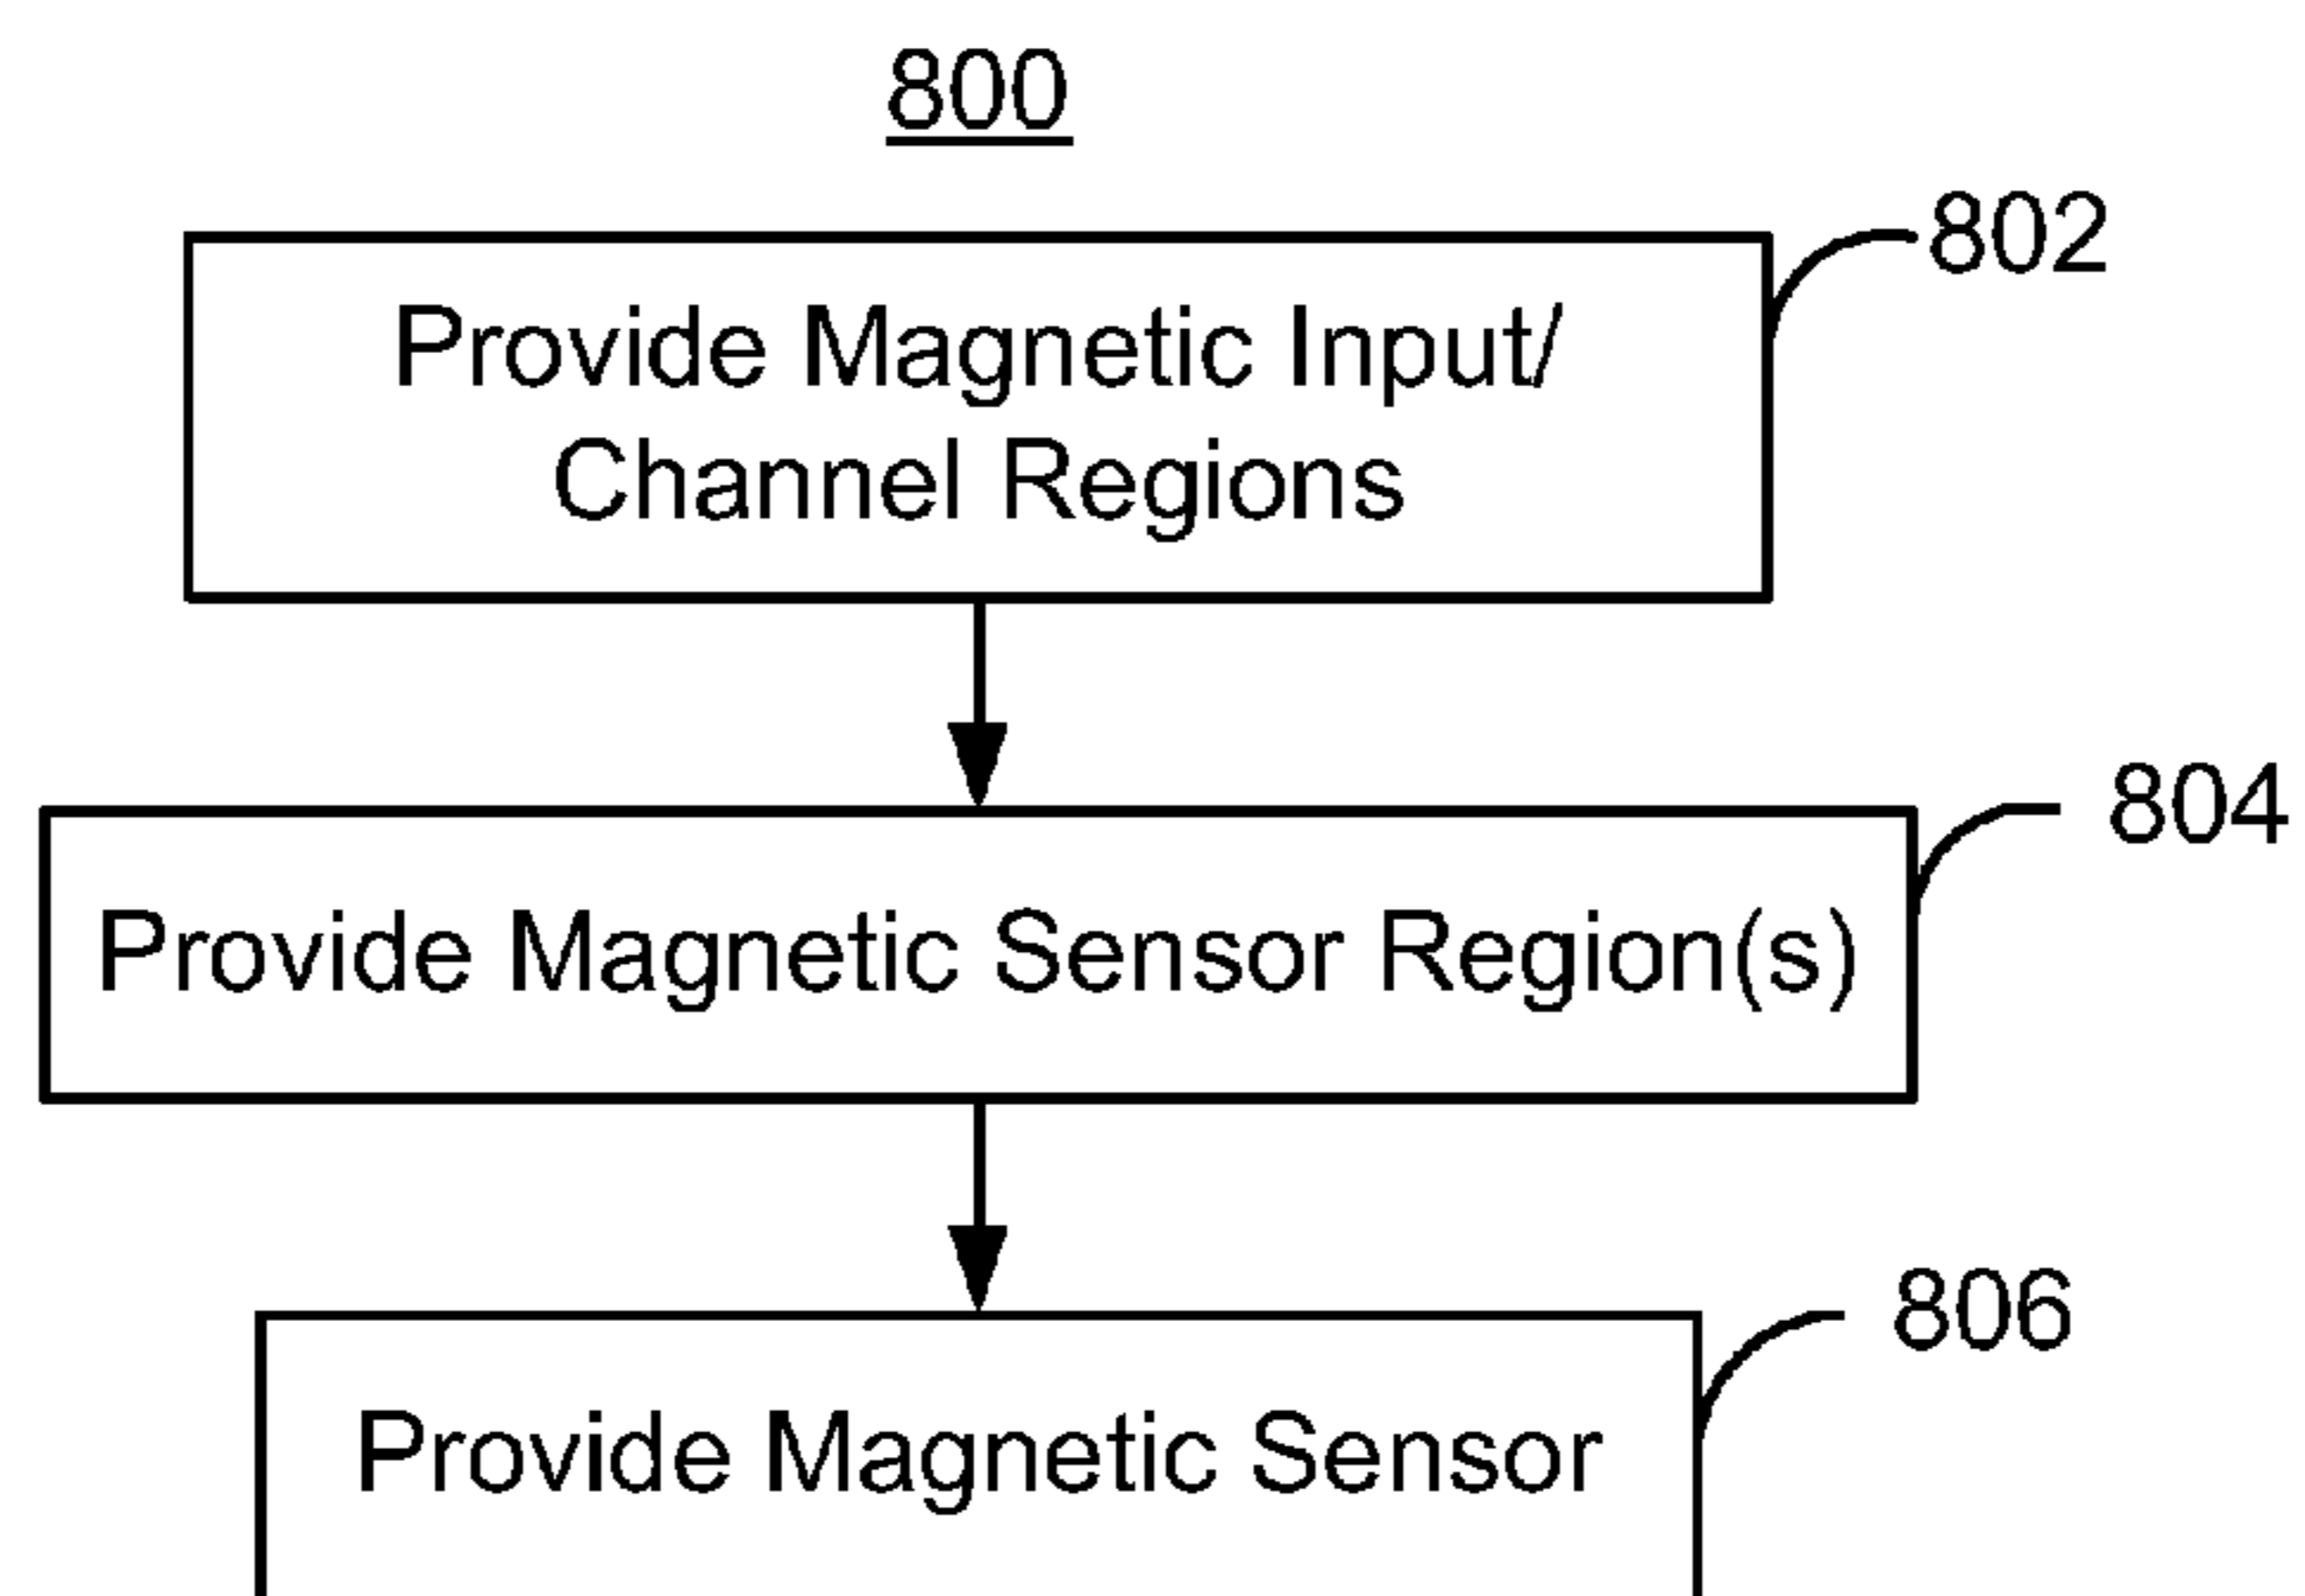 800
802
Provide Magnetic Input/
Channel Regions
804
Provide Magnetic Sensor Region(s)
806
Provide Magnetic Sensor